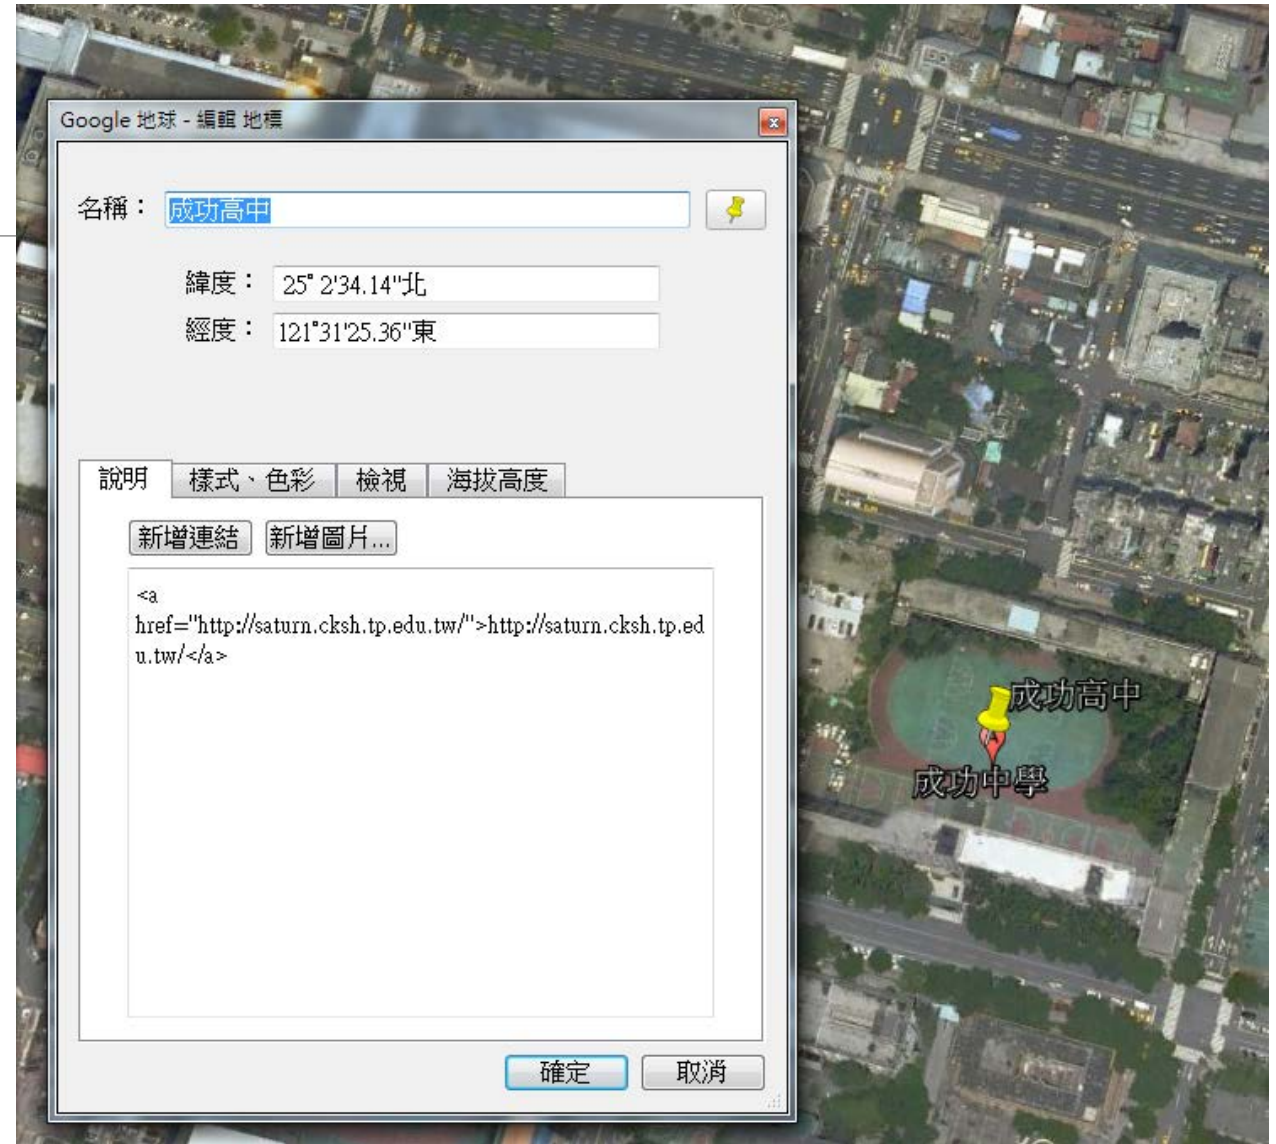 Google 地球 - 編輯 地標
名稱： 成功高中
緯度： 25° 2'34.14"北
經度： 121°31'25.36"東
說明 樣式、色彩 檢視 海拔高度
新增連結 新增圖片...
<a
href="http://saturn.cksh.tp.edu.tw/">http://saturn.cksh.tp.ed
u.tw/</a>
確定 取消
成功高中
A
成功中學